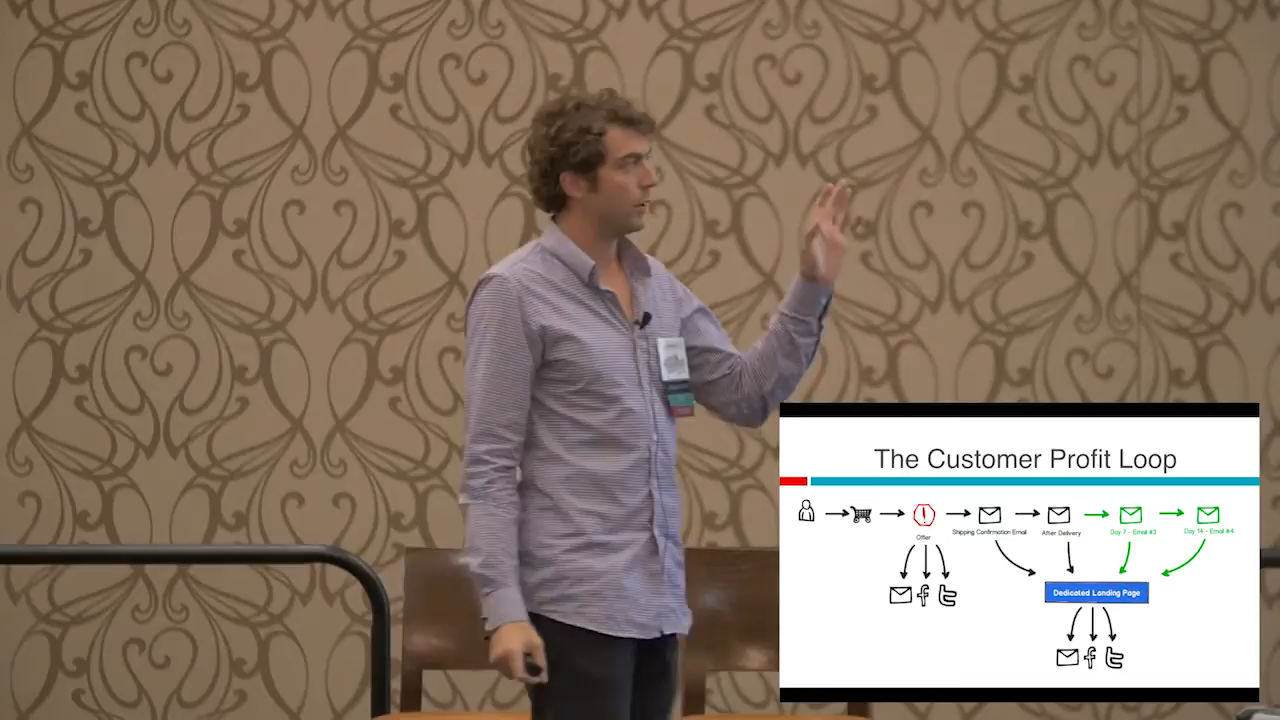 The Customer Profit Loop
Offer
Shipping Confirmation Email
After Delivery
Day 7 - Email #3
Day 14 - Email #4
Dedicated Landing Page